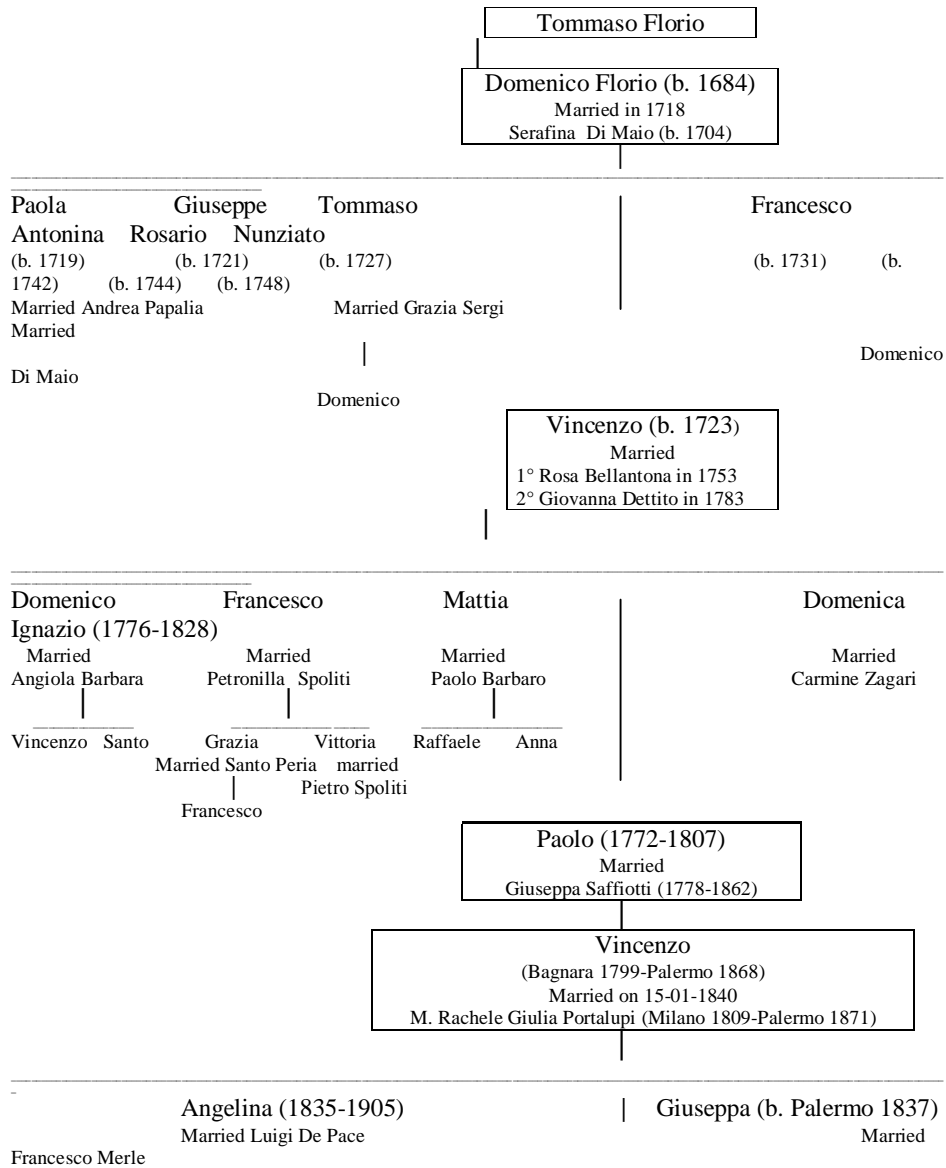 Tommaso Florio
Domenico Florio (b. 1684)
Married in 1718
Serafina Di Maio (b. 1704)
Paola Giuseppe Tommaso Francesco
Antonina Rosario Nunziato
(b. 1719) (b. 1721) (b. 1727) (b. 1731) (b.
1742) (b. 1744) (b. 1748)
Married Andrea Papalia Married Grazia Sergi
Married
Domenico
Di Maio
Domenico
Vincenzo (b. 1723)
Married
1° Rosa Bellantona in 1753
2° Giovanna Dettito in 1783
Domenico Francesco Mattia Domenica
Ignazio (1776-1828)
Married Married Married Married
Angiola Barbara Petronilla Spoliti Paolo Barbaro Carmine Zagari
Vincenzo Santo Grazia Vittoria Raffaele Anna
Married Santo Peria married
Pietro Spoliti
Francesco
Paolo (1772-1807)
Married
Giuseppa Saffiotti (1778-1862)
Vincenzo
(Bagnara 1799-Palermo 1868)
Married on 15-01-1840
M. Rachele Giulia Portalupi (Milano 1809-Palermo 1871)
Angelina (1835-1905) Giuseppa (b. Palermo 1837)
Married Luigi De Pace Married
Francesco Merle